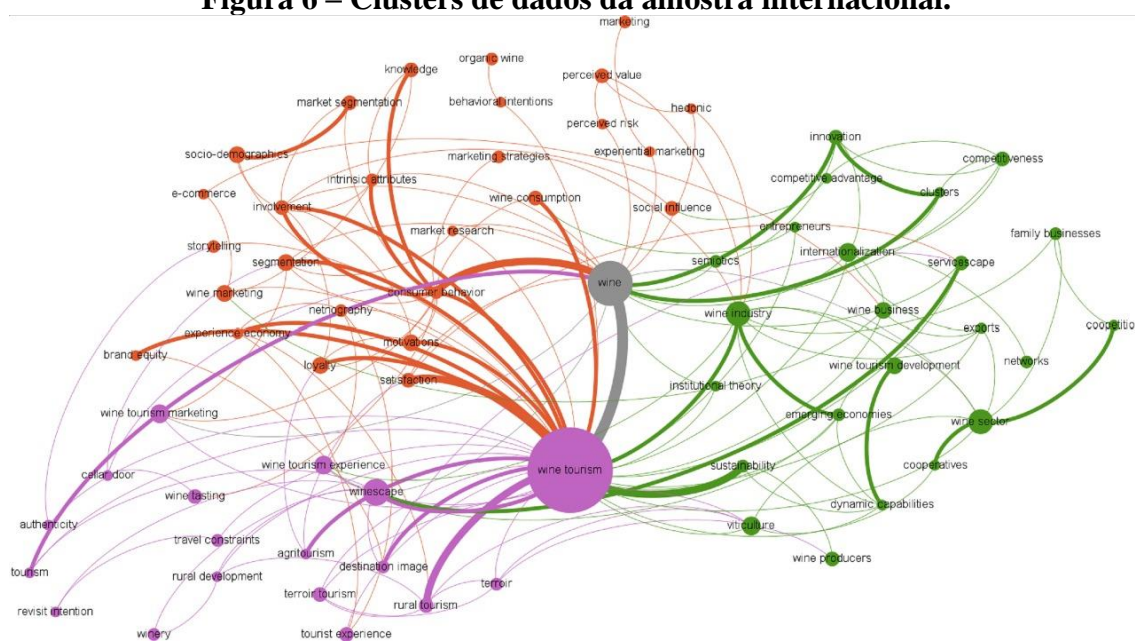 Figura 6 – Clusters de dados da amostra internacional.
marketing
organic wine
knowledge
perceived value
market segmentation
behavioral intentions
hedonic
perceived risk
innovation
socio-demographics
marketing strategies
experiential marketing
competitiveness
intrinsic attributes
competitive advantage
e-commerce
wine consumption
clusters
involvement
social influence
market research
entrepreneurs
family businesses
storytelling
internationalization
segmentation
semiotics
servicescape
wine
wine marketing
consumer behavior
netnography
wine industry
wine business
experience economy
exports
coopetitio
motivations
brand equity
loyalty
wine tourism development
networks
satisfaction
institutional theory
wine tourism marketing
emerging economies
wine sector
wine tourism experience
wine tourism
sustainability
cooperatives
cellar door
winescape
wine tasting
dynamic capabilities
authenticity
viticulture
travel constraints
agritourism
wine producers
tourism
rural development
destination image
terroir
terroir tourism
rural tourism
revisit intention
winery
tourist experience